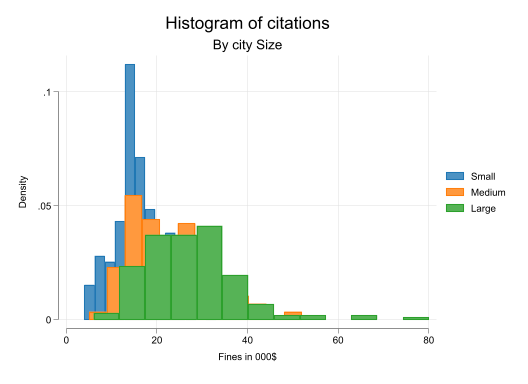 Histogram of citations
By city Size
.1
.05
0
Density
0 20 40 60 80
Fines in 000$
Small
Medium
Large